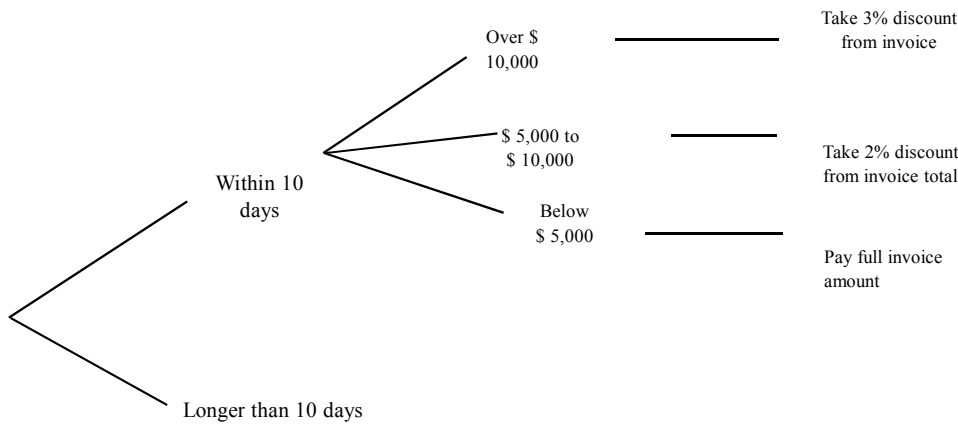 Over $
10,000
Take 3% discount
from invoice
$ 5,000 to
$ 10,000
Take 2% discount
from invoice total
Within 10
days
Below
$ 5,000
Pay full invoice
amount
Longer than 10 days